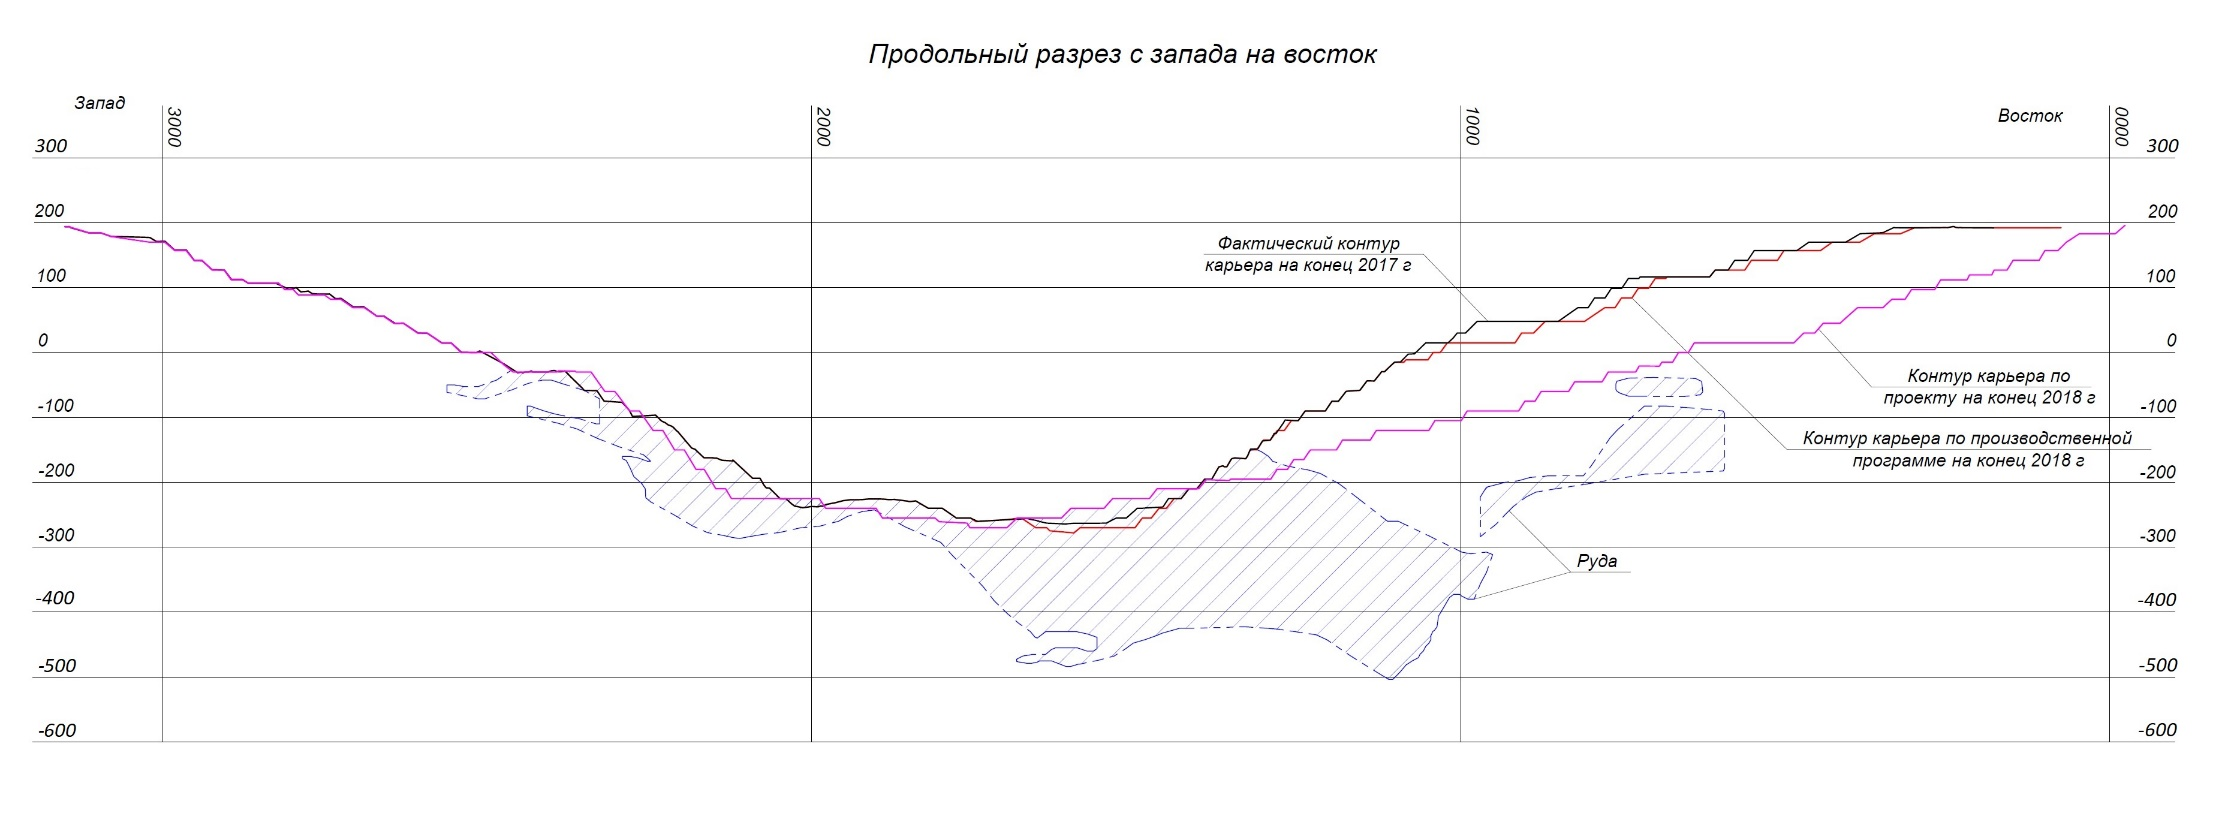 Продольный разрез с запада на восток
Запад
3000
2000
1000
Восток
0000
300
300
200
200
Фактический контур
карьера на конец 2017 г
100
100
0
0
Контур карьера по
проекту на конец 2018 г
-100
-100
Контур карьера по производственной
программе на конец 2018 г
-200
-200
-300
-300
Руда
-400
-400
-500
-500
-600
-600